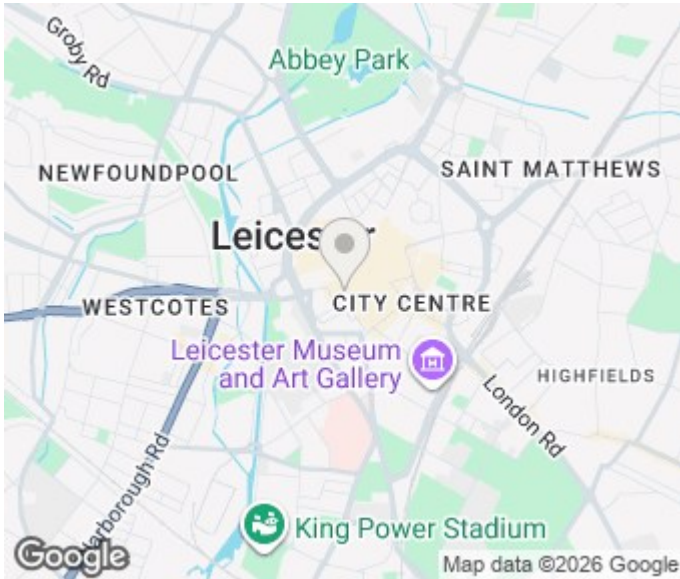 Groby Rd
Abbey Park
NEWFOUNDPOOL
SAINT MATTHEWS
Leicester
WESTCOTES
CITY CENTRE
Leicester Museum
and Art Gallery
HIGHFIELDS
London Rd
Narborough Rd
King Power Stadium
Google
Map data ©2026 Google